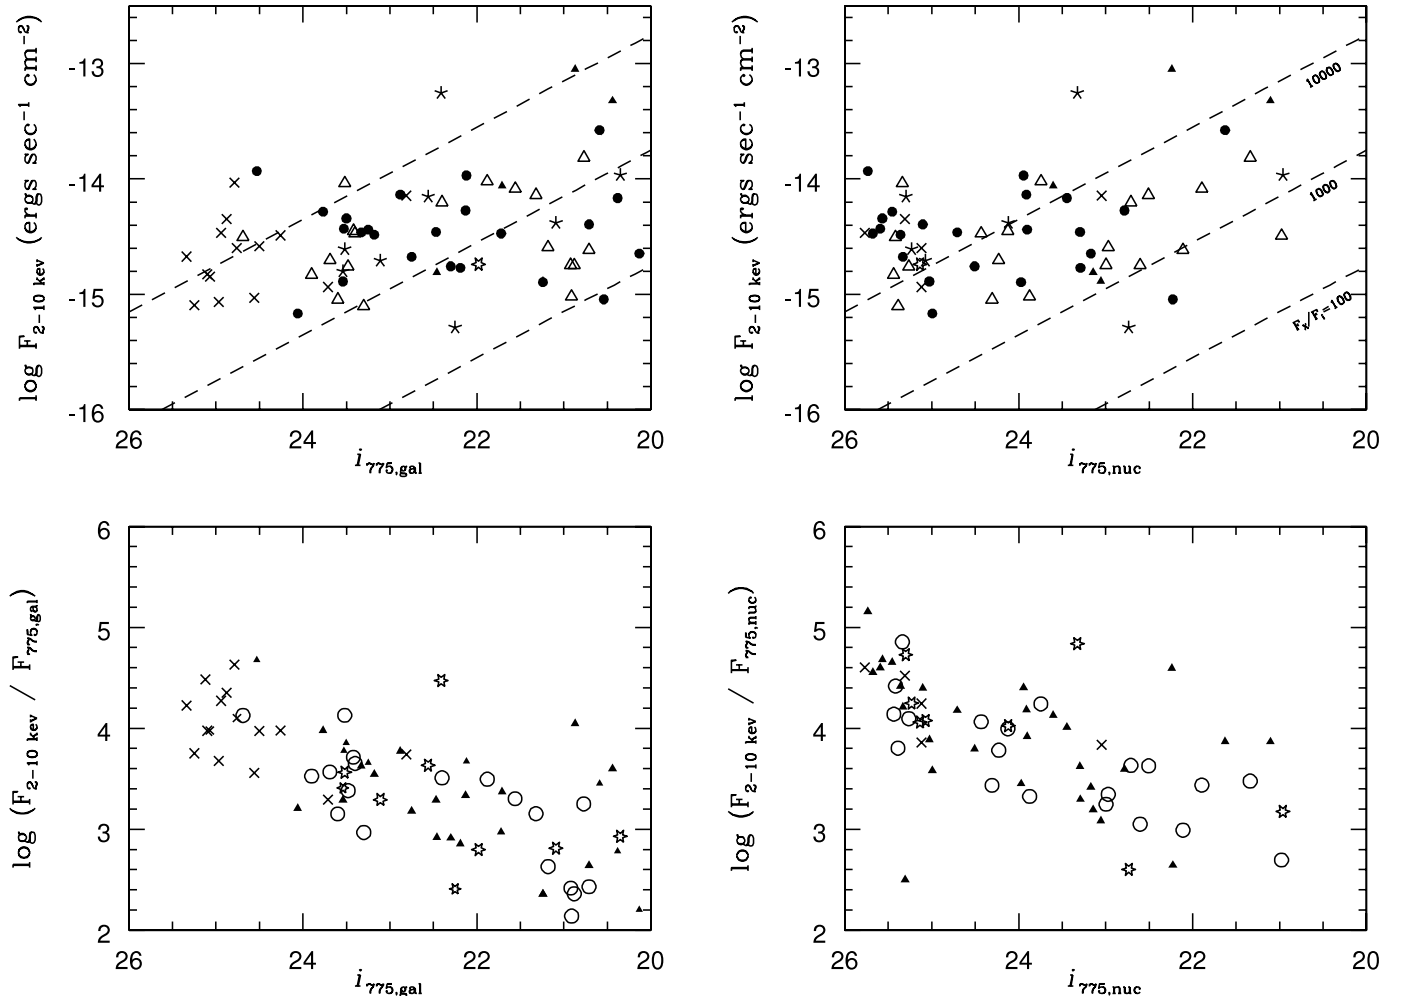 log F2−10 kev (ergs sec−1 cm−2)
-13
-14
-15
-16
26 24 22 20
i775,gal
log F2−10 kev (ergs sec−1 cm−2)
-13
-14
-15
-16
10000
1000
Fx/Fi=100
26 24 22 20
i775,nuc
log (F2−10 kev / F775,gal)
6
5
4
3
2
26 24 22 20
i775,gal
log (F2−10 kev / F775,nuc)
6
5
4
3
2
26 24 22 20
i775,nuc